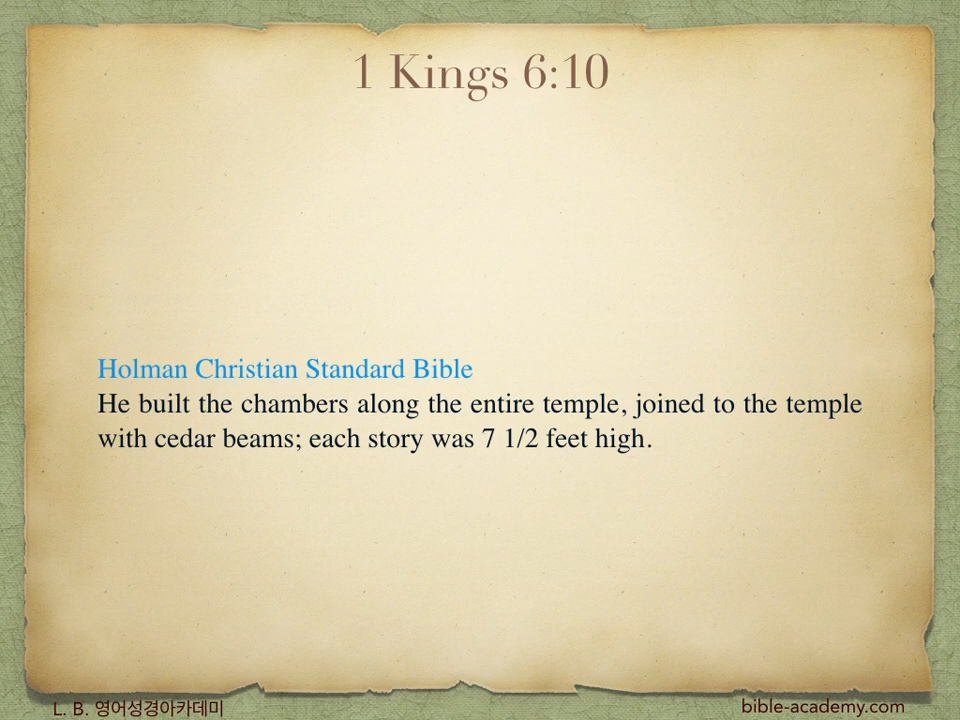 1 Kings 6:10
Holman Christian Standard Bible
He built the chambers along the entire temple, joined to the temple
with cedar beams; each story was 7 1/2 feet high.
L. B. 영어성경아카데미
bible-academy.com